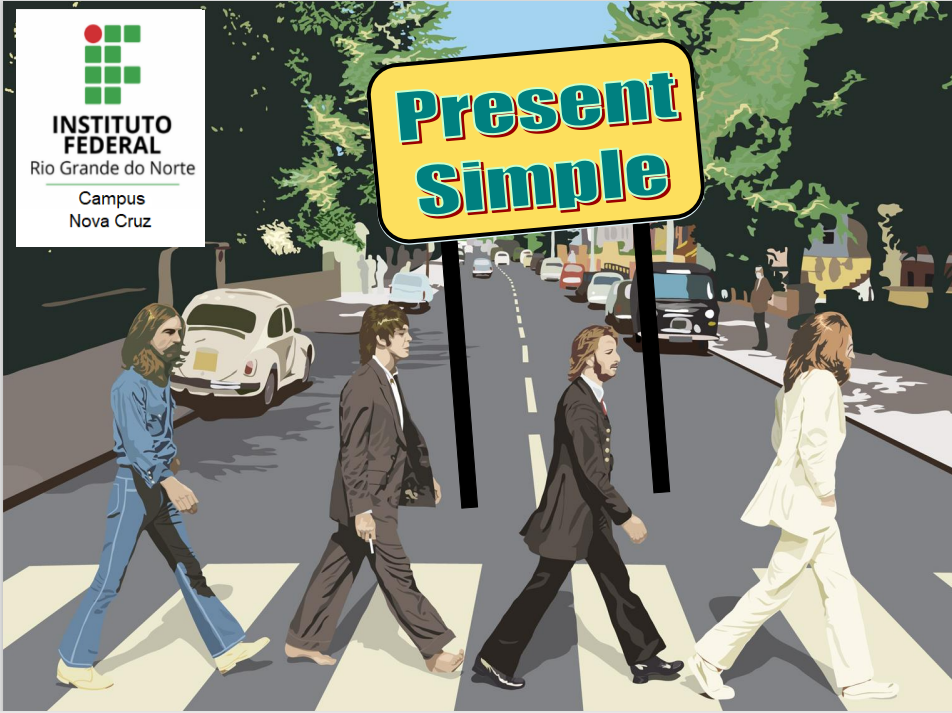 INSTITUTO
FEDERAL
Rio Grande do Norte
Campus
Nova Cruz
Present
Simple